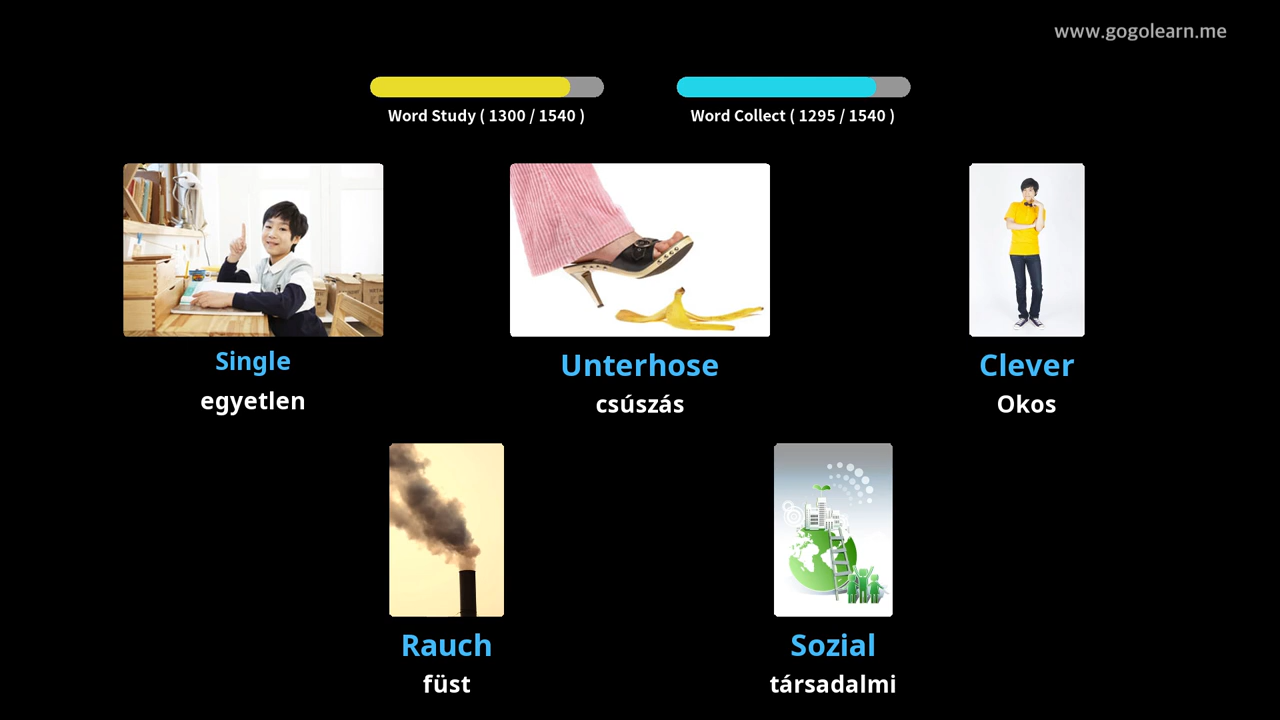 www.gogolearn.me
Word Study ( 1300 / 1540 )
Word Collect ( 1295 / 1540 )
Single
egyetlen
Unterhose
csúszás
Clever
Okos
Rauch
füst
Sozial
társadalmi